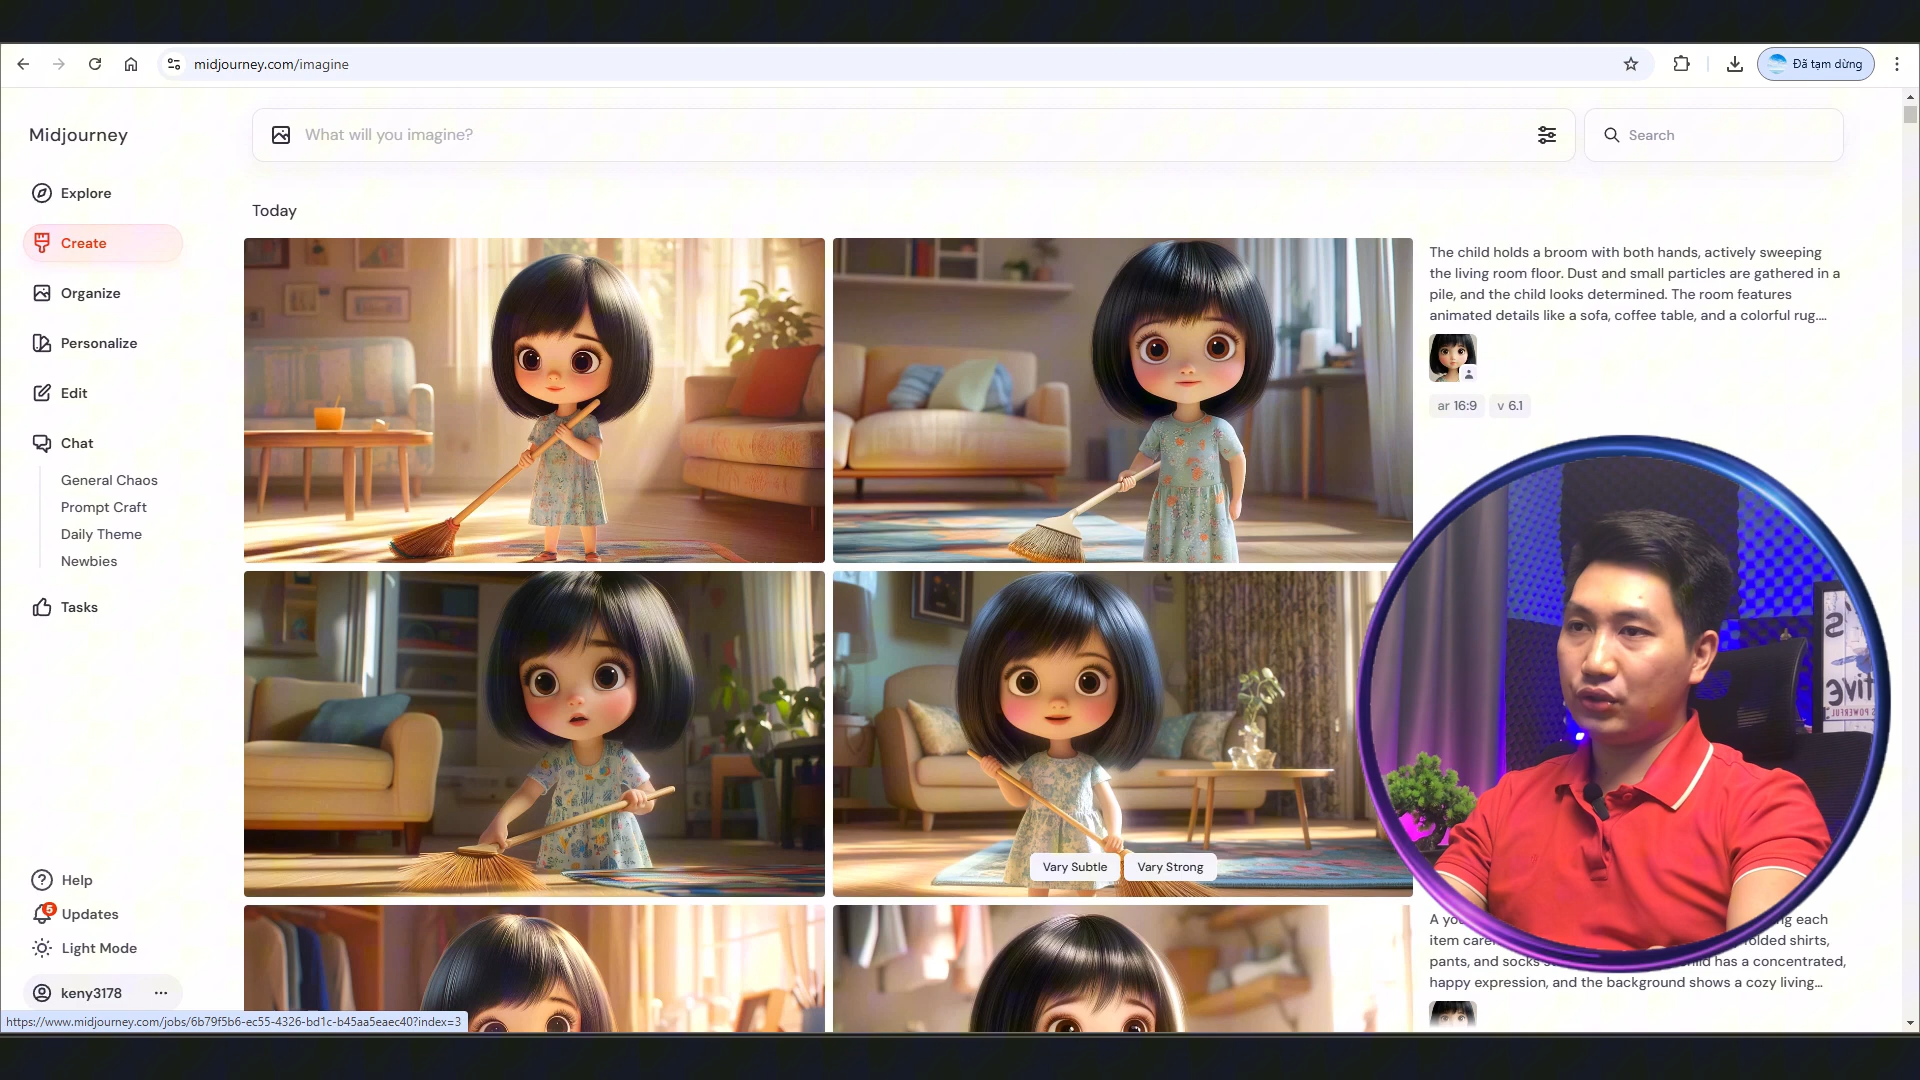 midjourney.com/imagine
Đã tạm dừng
Midjourney
What will you imagine?
Search
Explore
Create
Organize
Personalize
Edit
Chat
General Chaos
Prompt Craft
Daily Theme
Newbies
Tasks
Help
5
Updates
Light Mode
keny3178
Today
The child holds a broom with both hands, actively sweeping
the living room floor. Dust and small particles are gathered in a
pile, and the child looks determined. The room features
animated details like a sofa, coffee table, and a colorful rug....
ar 16:9
v 6.1
Vary Subtle
Vary Strong
A
each
item
folded shirts,
pants, and socks
has a concentrated,
happy expression, and the background shows a cozy living...
https://www.midjourney.com/jobs/6b79f5b6-ec55-4326-bd1c-b45aa5eaec40?index=3